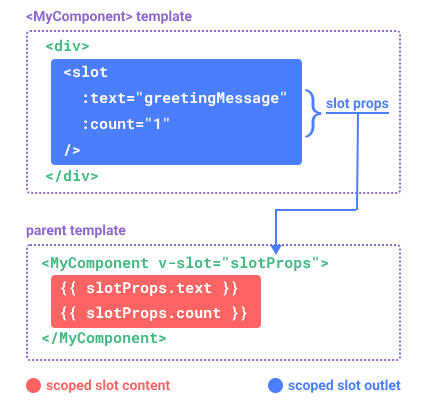 <MyComponent> template
<div>
<slot
:text="greetingMessage"
:count="1"
/>
slot props
</div>
parent template
<MyComponent v-slot="slotProps">
{{ slotProps.text }}
{{ slotProps.count }}
</MyComponent>
scoped slot content
scoped slot outlet